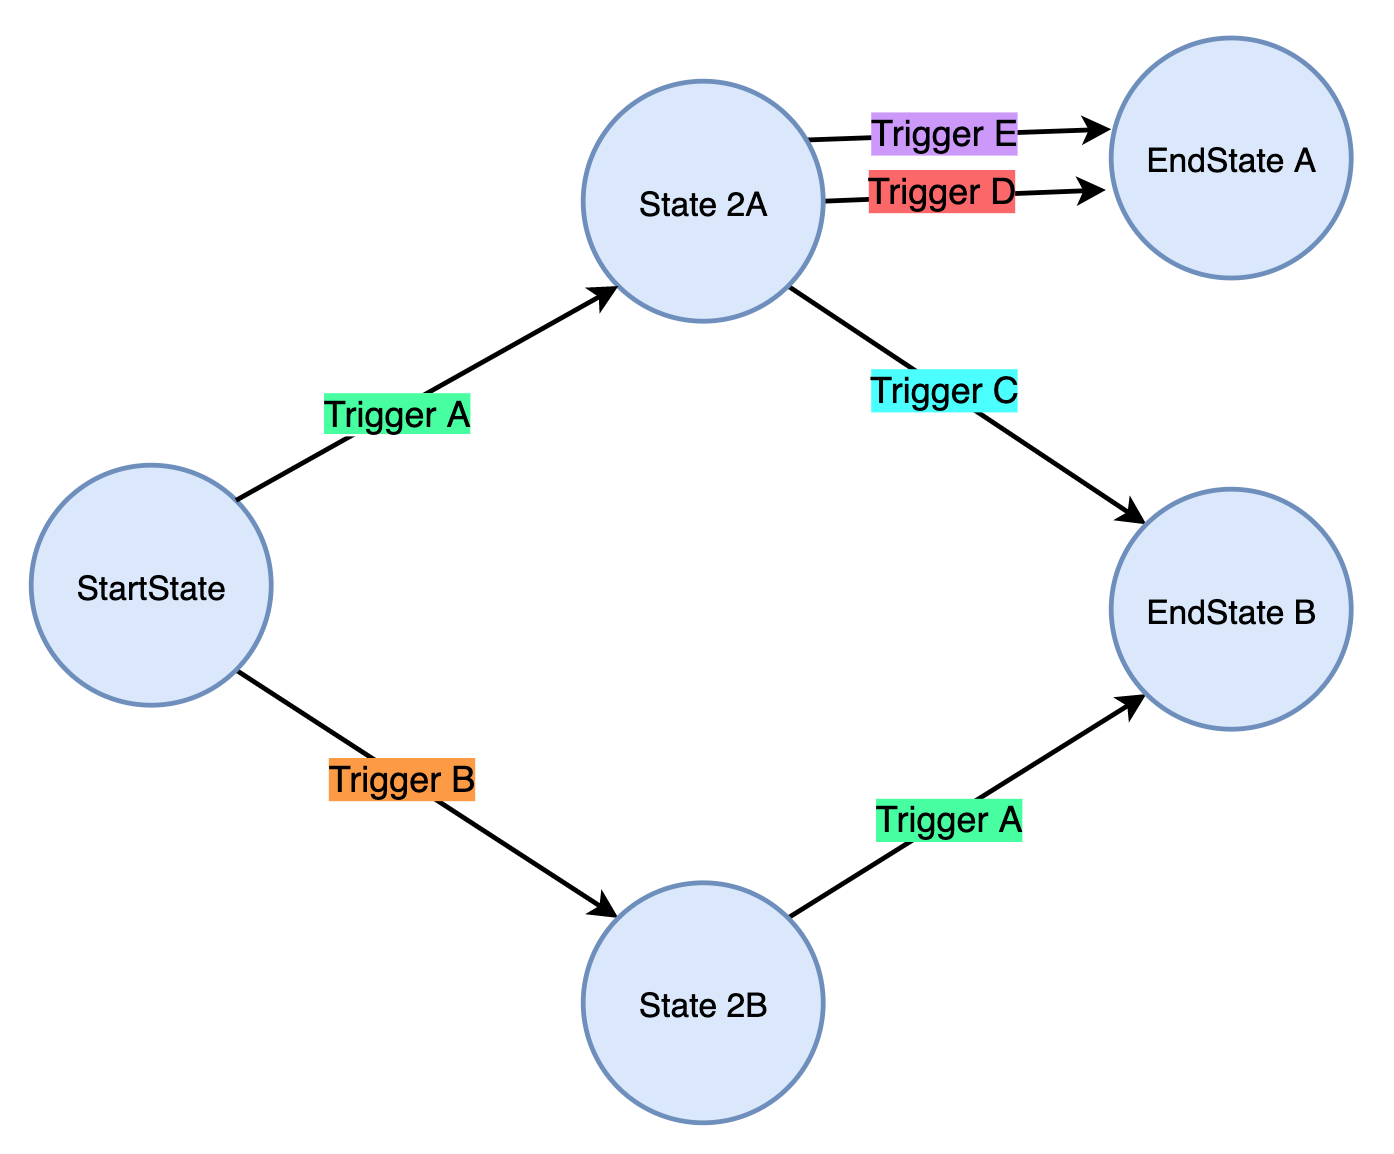 Trigger E
EndState A
Trigger D
State 2A
Trigger C
Trigger A
StartState
EndState B
Trigger B
Trigger A
State 2B